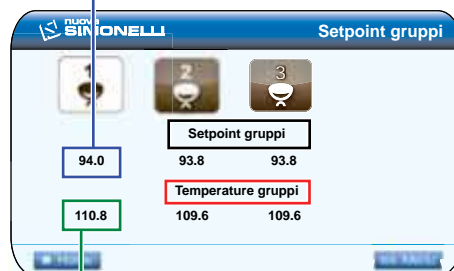 nuova
SIMONELLI
Setpoint gruppi
1 2 3
Setpoint gruppi
94.0 93.8 93.8
Temperature gruppi
110.8 109.6 109.6